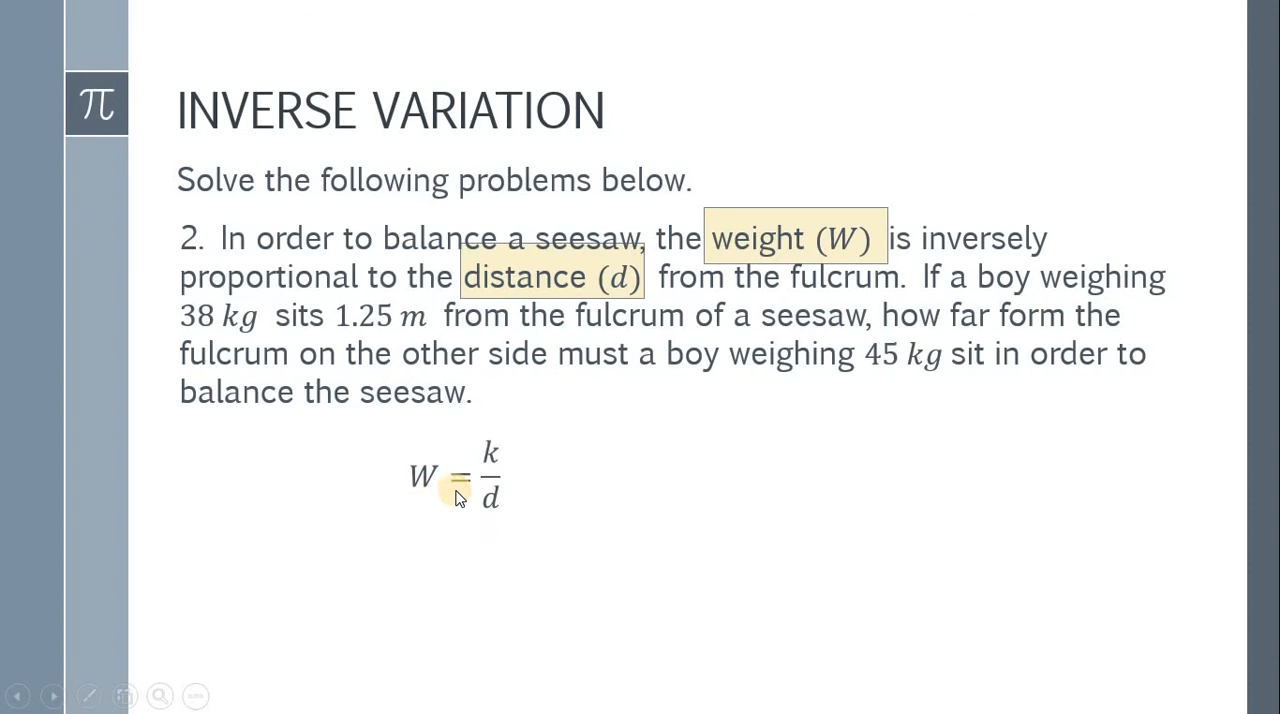 π
INVERSE VARIATION
Solve the following problems below.
2. In order to balance a seesaw, the weight (W) is inversely
proportional to the distance (d) from the fulcrum. If a boy weighing
38 kg sits 1.25 m from the fulcrum of a seesaw, how far form the
fulcrum on the other side must a boy weighing 45 kg sit in order to
balance the seesaw.
W = k/d